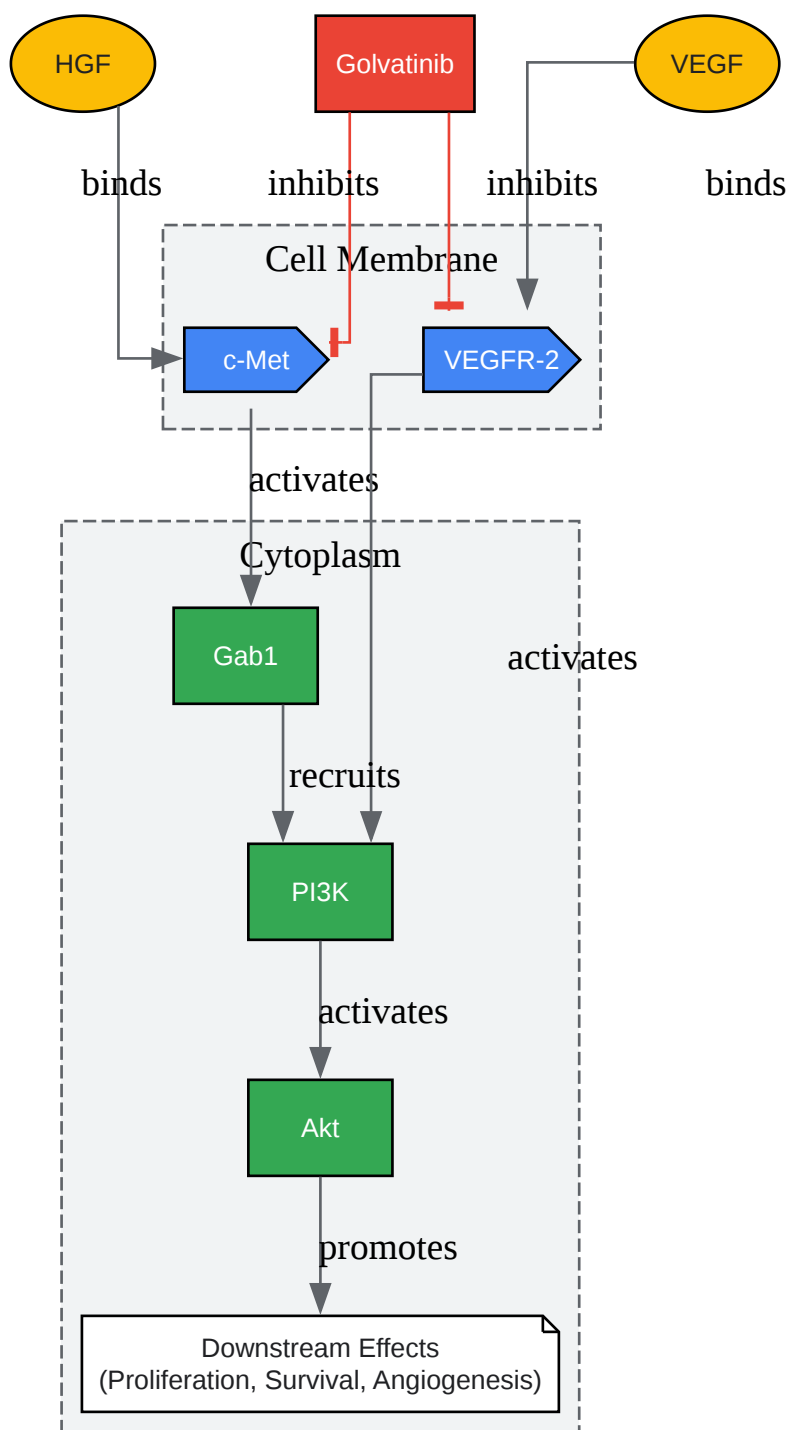 HGF
Golvatinib
VEGF
binds
inhibits
inhibits
binds
Cell Membrane
c-Met
VEGFR-2
activates
Cytoplasm
Gab1
activates
recruits
PI3K
activates
Akt
promotes
Downstream Effects
(Proliferation, Survival, Angiogenesis)